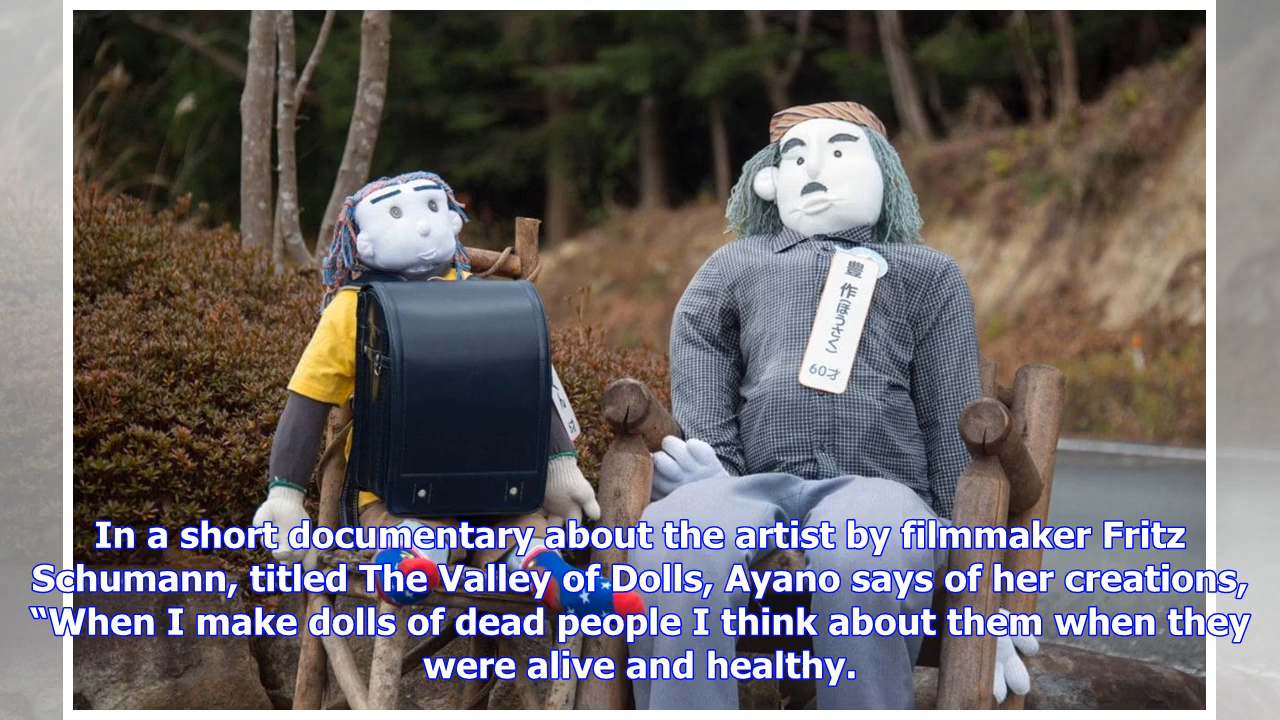 豊作(ほうさく)
60才
In a short documentary about the artist by filmmaker Fritz
Schumann, titled The Valley of Dolls, Ayano says of her creations,
“When I make dolls of dead people I think about them when they
were alive and healthy.